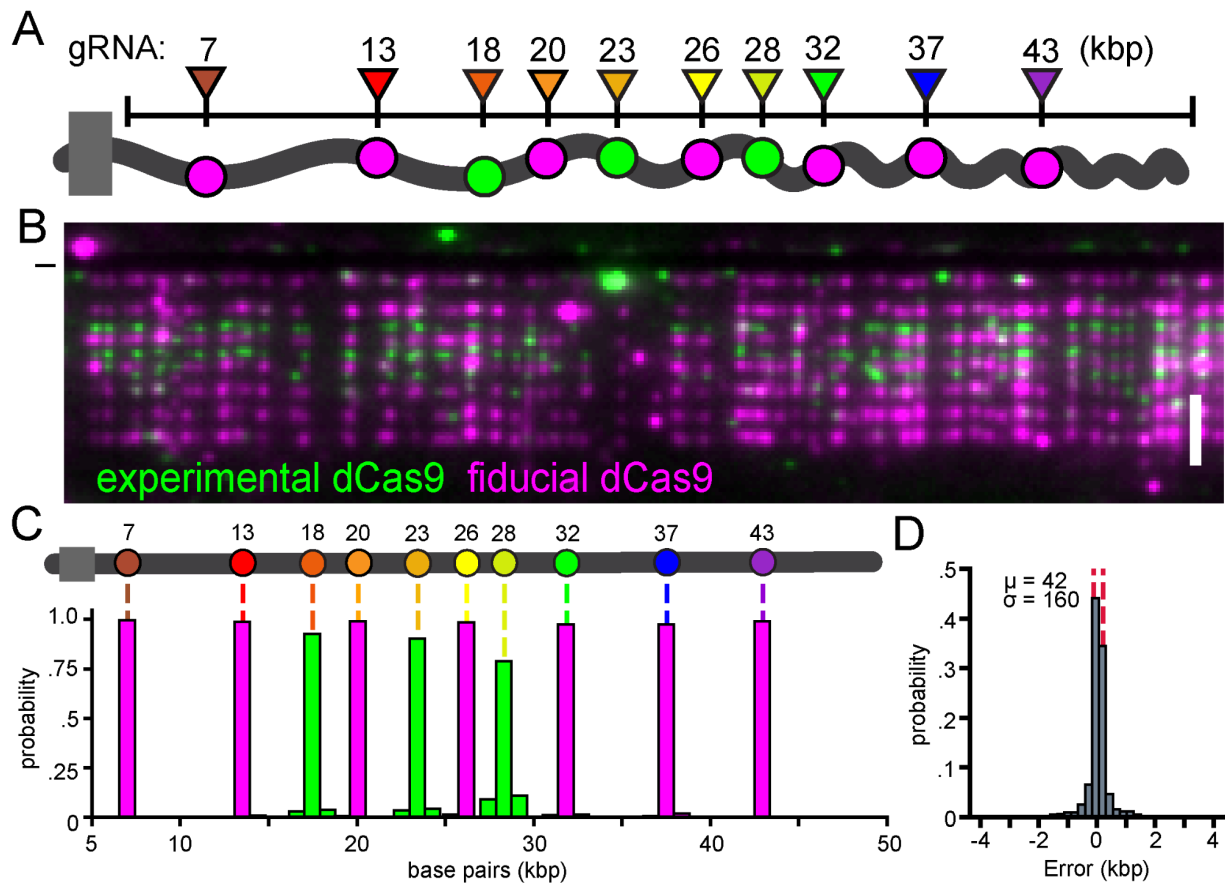 A
gRNA: 7 13 18 20 23 26 28 32 37 43 (kbp)
B
experimental dCas9 fiducial dCas9
C
7 13 18 20 23 26 28 32 37 43
1.0
0.75
.5
.25
0
probability
5 10 20 30 40 50
base pairs (kbp)
D
μ = 42
σ = 160
.5
.4
.3
.2
.1
0
probability
-4 -2 0 2 4
Error (kbp)